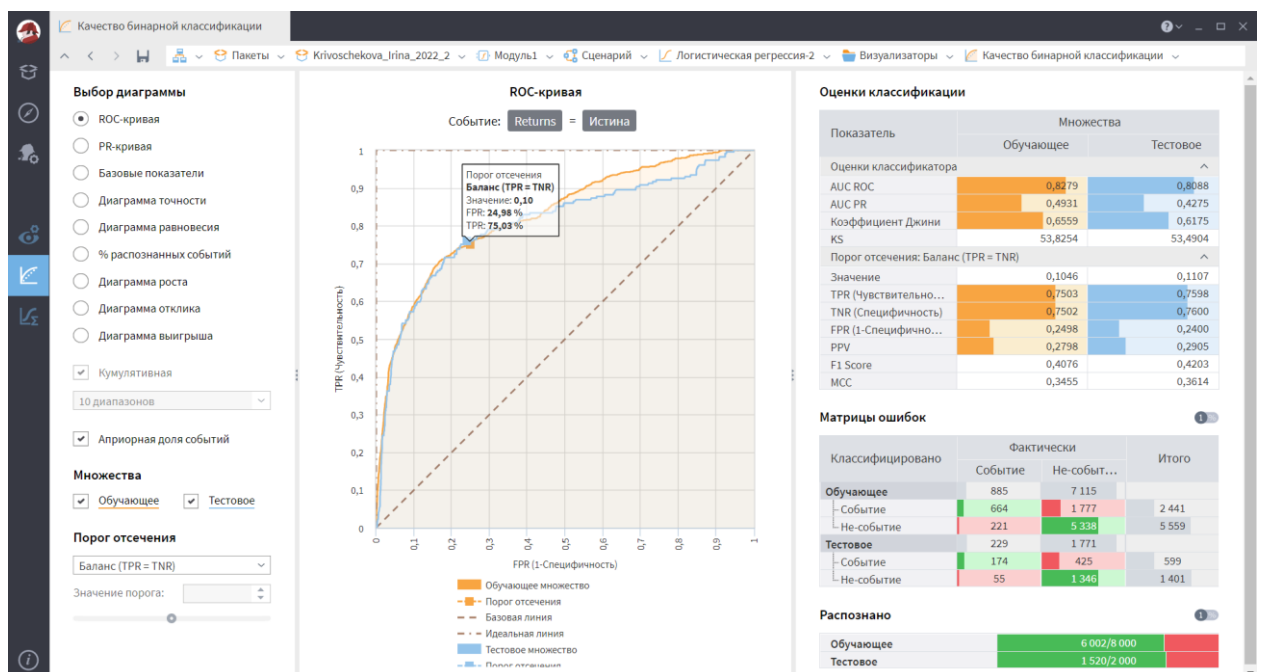 Качество бинарной классификации
Пакеты Krivoschekova_Irina_2022_2 Модуль1 Сценарий Логистическая регрессия-2 Визуализаторы Качество бинарной классификации
Выбор диаграммы
ROC-кривая
PR-кривая
Базовые показатели
Диаграмма точности
Диаграмма равновесия
% распознанных событий
Диаграмма роста
Диаграмма отклика
Диаграмма выигрыша
Кумулятивная
10 диапазонов
Априорная доля событий
Множества
Обучающее Тестовое
Порог отсечения
Баланс (TPR = TNR)
Значение порога:
ROC-кривая
Событие: Returns = Истина
Порог отсечения
Баланс (TPR = TNR)
Значение: 0,10
FPR: 24,98 %
TPR: 75,03 %
TPR (Чувствительность)
1
0,9
0,8
0,7
0,6
0,5
0,4
0,3
0,2
0,1
0
0 0,1 0,2 0,3 0,4 0,5 0,6 0,7 0,8 0,9 1
FPR (1-Специфичность)
Обучающее множество
Порог отсечения
Базовая линия
Идеальная линия
Тестовое множество
Порог отсечения
Оценки классификации
Показатель Множества
Обучающее Тестовое
Оценки классификатора
AUC ROC 0,8279 0,8088
AUC PR 0,4931 0,4275
Коэффициент Джини 0,6559 0,6175
KS 53,8254 53,4904
Порог отсечения: Баланс (TPR = TNR)
Значение 0,1046 0,1107
TPR (Чувствительно... 0,7503 0,7598
TNR (Специфичность) 0,7502 0,7600
FPR (1-Специфично... 0,2498 0,2400
PPV 0,2798 0,2905
F1 Score 0,4076 0,4203
MCC 0,3455 0,3614
Матрицы ошибок 1
Классифицировано Фактически Итого
Событие Не-событ...
Обучающее 885 7 115
Событие 664 1 777 2 441
Не-событие 221 5 338 5 559
Тестовое 229 1 771
Событие 174 425 599
Не-событие 55 1 346 1 401
Распознано 1
Обучающее 6 002/8 000
Тестовое 1 520/2 000